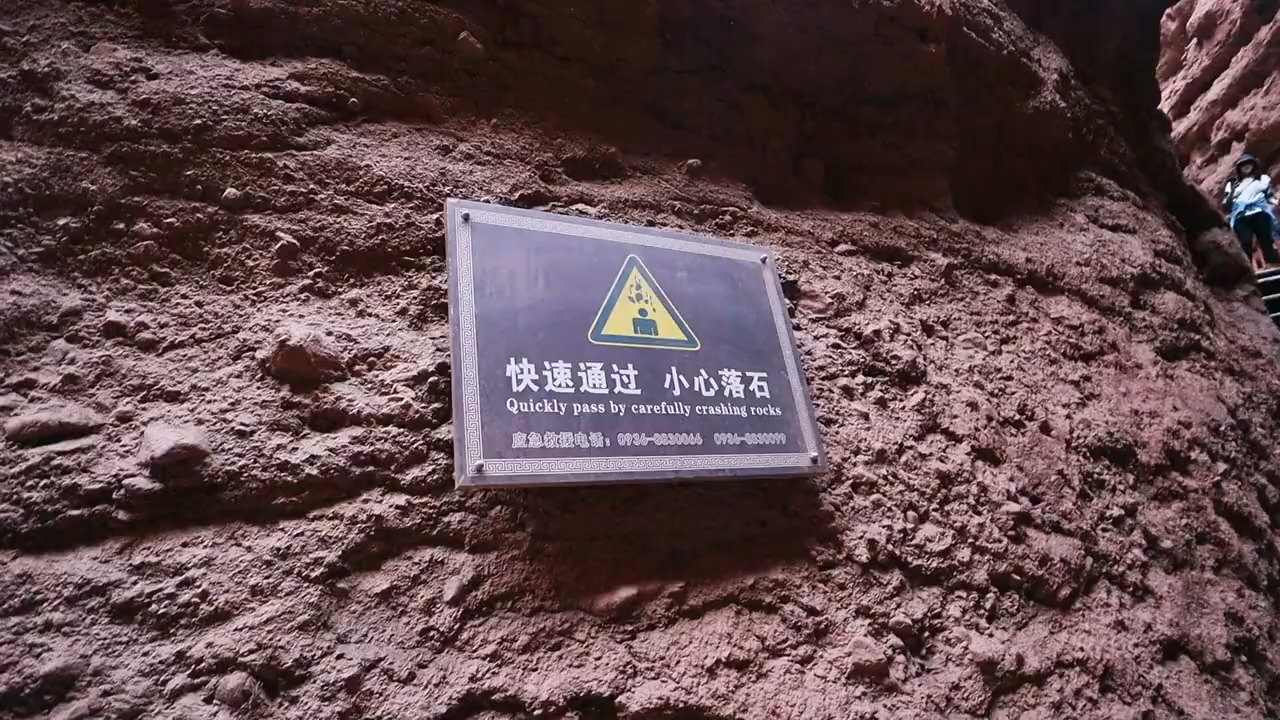 快速通过 小心落石
Quickly pass by carefully crashing rocks
应急救援电话：0936-8830066 0936-8830099